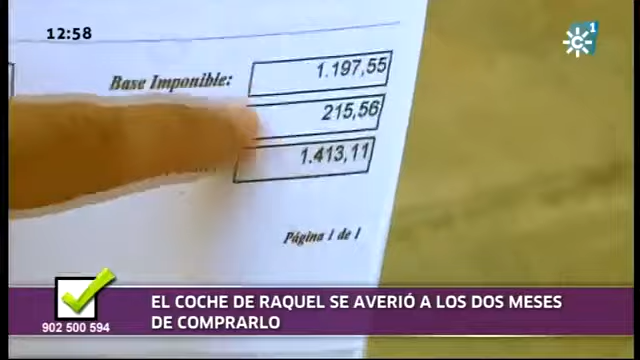 12:58
1
Base Imponible:
1.197,55
215,56
1.413,11
Página 1 de 1
EL COCHE DE RAQUEL SE AVERIÓ A LOS DOS MESES
DE COMPRARLO
902 500 594